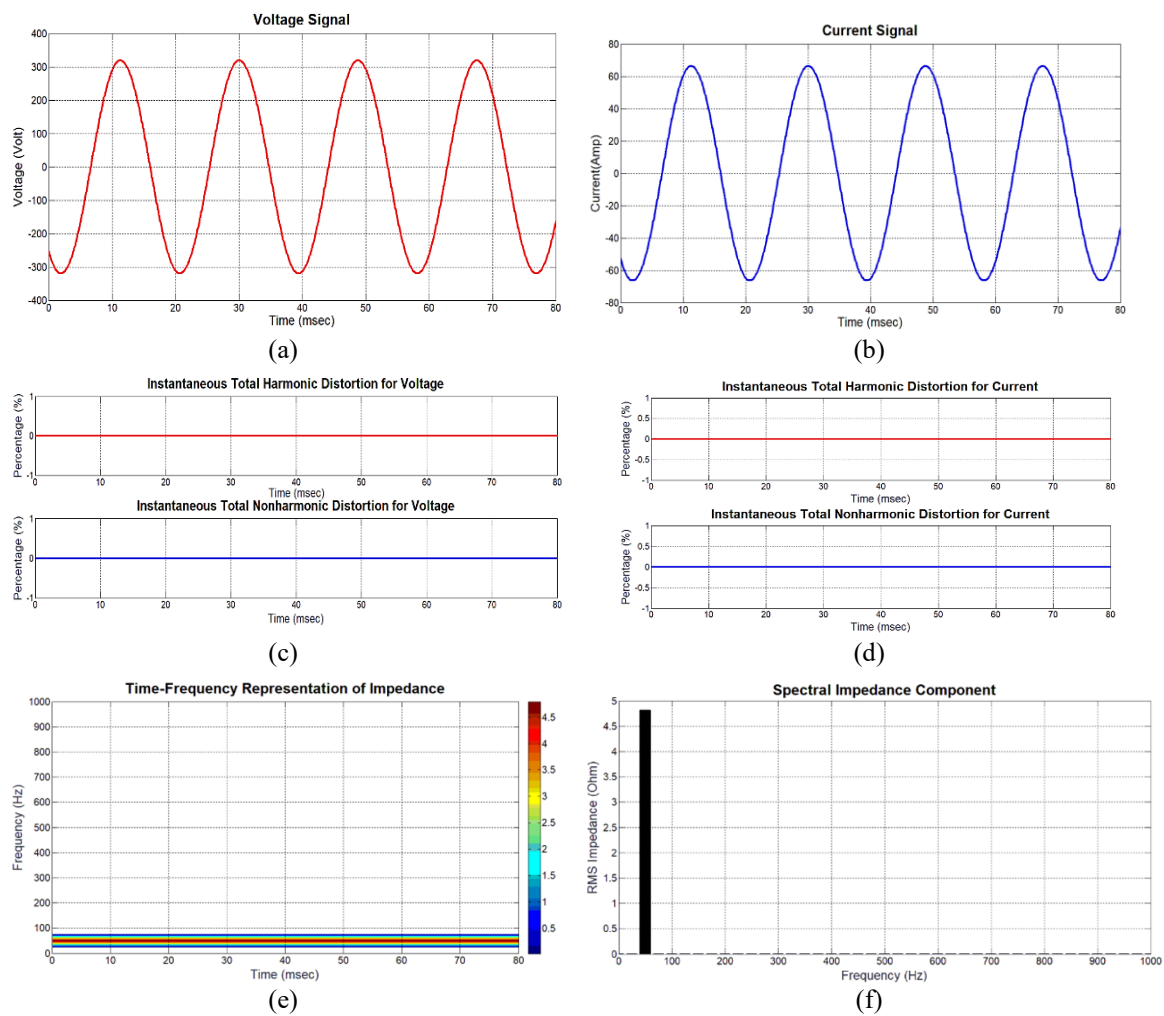 Voltage Signal
400
300
200
100
0
-100
-200
-300
-400
Voltage (Volt)
0 10 20 30 40 50 60 70 80
Time (msec)
(a)
Current Signal
80
60
40
20
0
-20
-40
-60
-80
Current(Amp)
0 10 20 30 40 50 60 70 80
Time (msec)
(b)
Instantaneous Total Harmonic Distortion for Voltage
1
0
-1
Percentage (%)
0 10 20 30 40 50 60 70 80
Time (msec)
Instantaneous Total Nonharmonic Distortion for Voltage
1
0
-1
Percentage (%)
0 10 20 30 40 50 60 70 80
Time (msec)
(c)
Instantaneous Total Harmonic Distortion for Current
1
0.5
0
-0.5
-1
Percentage (%)
0 10 20 30 40 50 60 70 80
Time (msec)
Instantaneous Total Nonharmonic Distortion for Current
1
0.5
0
-0.5
-1
Percentage (%)
0 10 20 30 40 50 60 70 80
Time (msec)
(d)
Time-Frequency Representation of Impedance
1000
900
800
700
600
500
400
300
200
100
0
Frequency (Hz)
0 10 20 30 40 50 60 70 80
Time (msec)
4.5
4
3.5
3
2.5
2
1.5
1
0.5
(e)
Spectral Impedance Component
5
4.5
4
3.5
3
2.5
2
1.5
1
0.5
0
RMS Impedance (Ohm)
0 100 200 300 400 500 600 700 800 900 1000
Frequency (Hz)
(f)